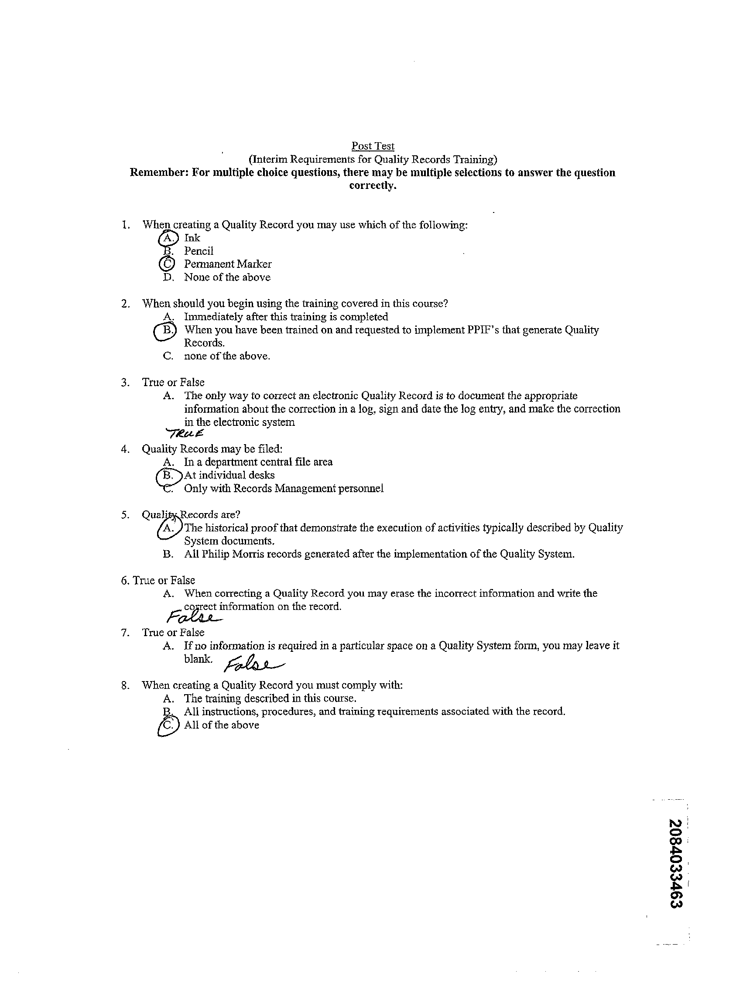 Post Test
(Interim Requirements for Quality Records Training)
Remember: For multiple choice questions, there may be multiple selections to answer the question
correctly.
1. When creating a Quality Record you may use which of the following:
A. Ink
B. Pencil
C Permanent Marker
D. None of the above
2. When should you begin using the training covered in this course?
A. Immediately after this training is completed
B. When you have been trained on and requested to implement PPIF's that generate Quality
Records.
C. none of the above.
3. True or False
A. The only way to correct an electronic Quality Record is to document the appropriate
information about the correction in a log, sign and date the log entry, and make the correction
in the electronic system
TRUE
4. Quality Records may be filed:
A. In a department central file area
B. At individual desks
C. Only with Records Management personnel
5. Quality Records are?
A. The historical proof that demonstrate the execution of activities typically described by Quality
System documents.
B. All Philip Morris records generated after the implementation of the Quality System.
6. True or False
A. When correcting a Quality Record you may erase the incorrect information and write the
correct information on the record.
False
7. True or False
A. If no information is required in a particular space on a Quality System form, you may leave it
blank. False
8. When creating a Quality Record you must comply with:
A. The training described in this course.
B. All instructions, procedures, and training requirements associated with the record.
C. All of the above
2084033463